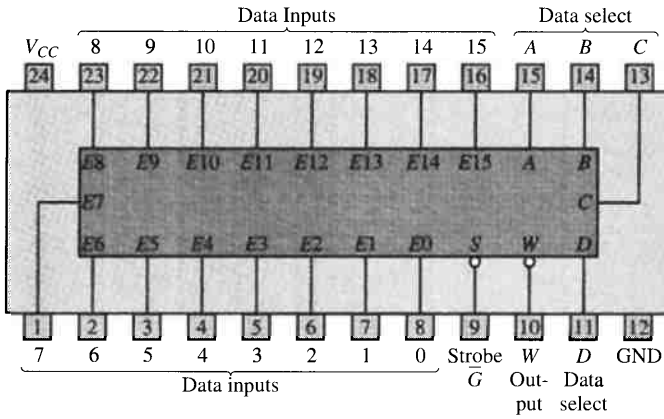 Data Inputs Data select
V_CC 8 9 10 11 12 13 14 15 A B C
24 23 22 21 20 19 18 17 16 15 14 13
E8 E9 E10 E11 E12 E13 E14 E15 A B
E7 C
E6 E5 E4 E3 E2 E1 E0 S W D
1 2 3 4 5 6 7 8 9 10 11 12
7 6 5 4 3 2 1 0 Strobe W D GND
Data inputs G̅ Out- Data
put select